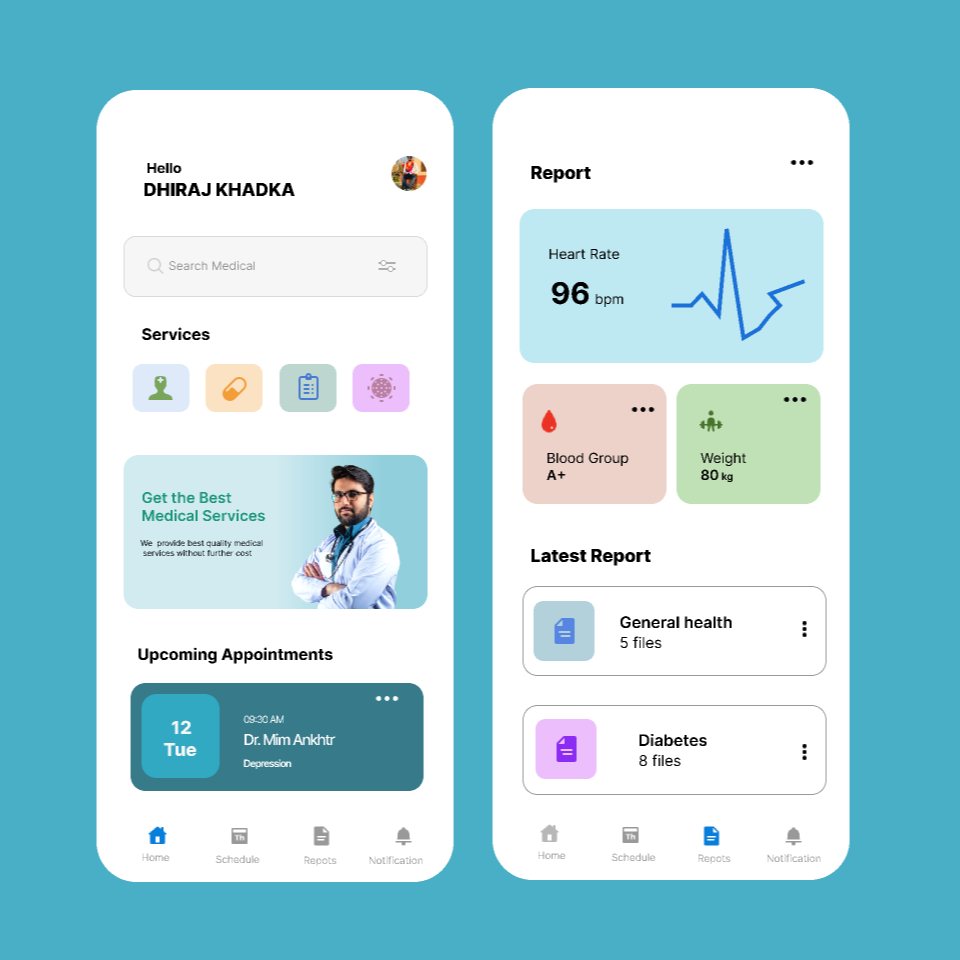 Hello
DHIRAJ KHADKA
Search Medical
Services
Get the Best
Medical Services
We provide best quality medical
services without further cost
Upcoming Appointments
12
Tue
09:30 AM
Dr. Mim Ankhtr
Depression
Home
Th
Schedule
Repots
Notification
Report
Heart Rate
96 bpm
Blood Group
A+
Weight
80 kg
Latest Report
General health
5 files
Diabetes
8 files
Home
Th
Schedule
Repots
Notification